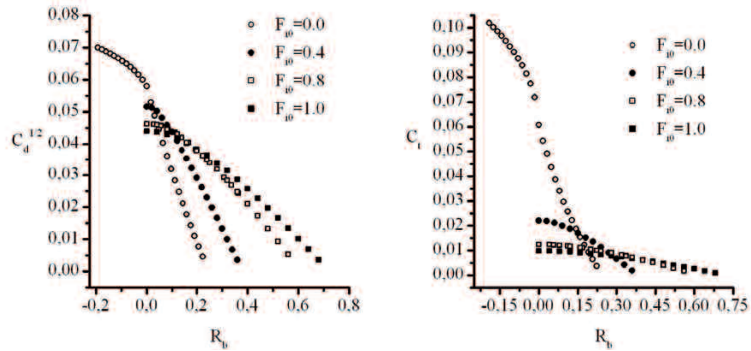 0,08
0,07
0,06
0,05
C_d^1/2
0,04
0,03
0,02
0,01
0,00
-0,2 0,0 0,2 0,4 0,6 0,8
R_b
F_i0=0.0
F_i0=0.4
F_i0=0.8
F_i0=1.0
0,10
0,09
0,08
0,07
0,06
C_t
0,05
0,04
0,03
0,02
0,01
0,00
-0,15 0,00 0,15 0,30 0,45 0,60 0,75
R_b
F_i0=0.0
F_i0=0.4
F_i0=0.8
F_i0=1.0